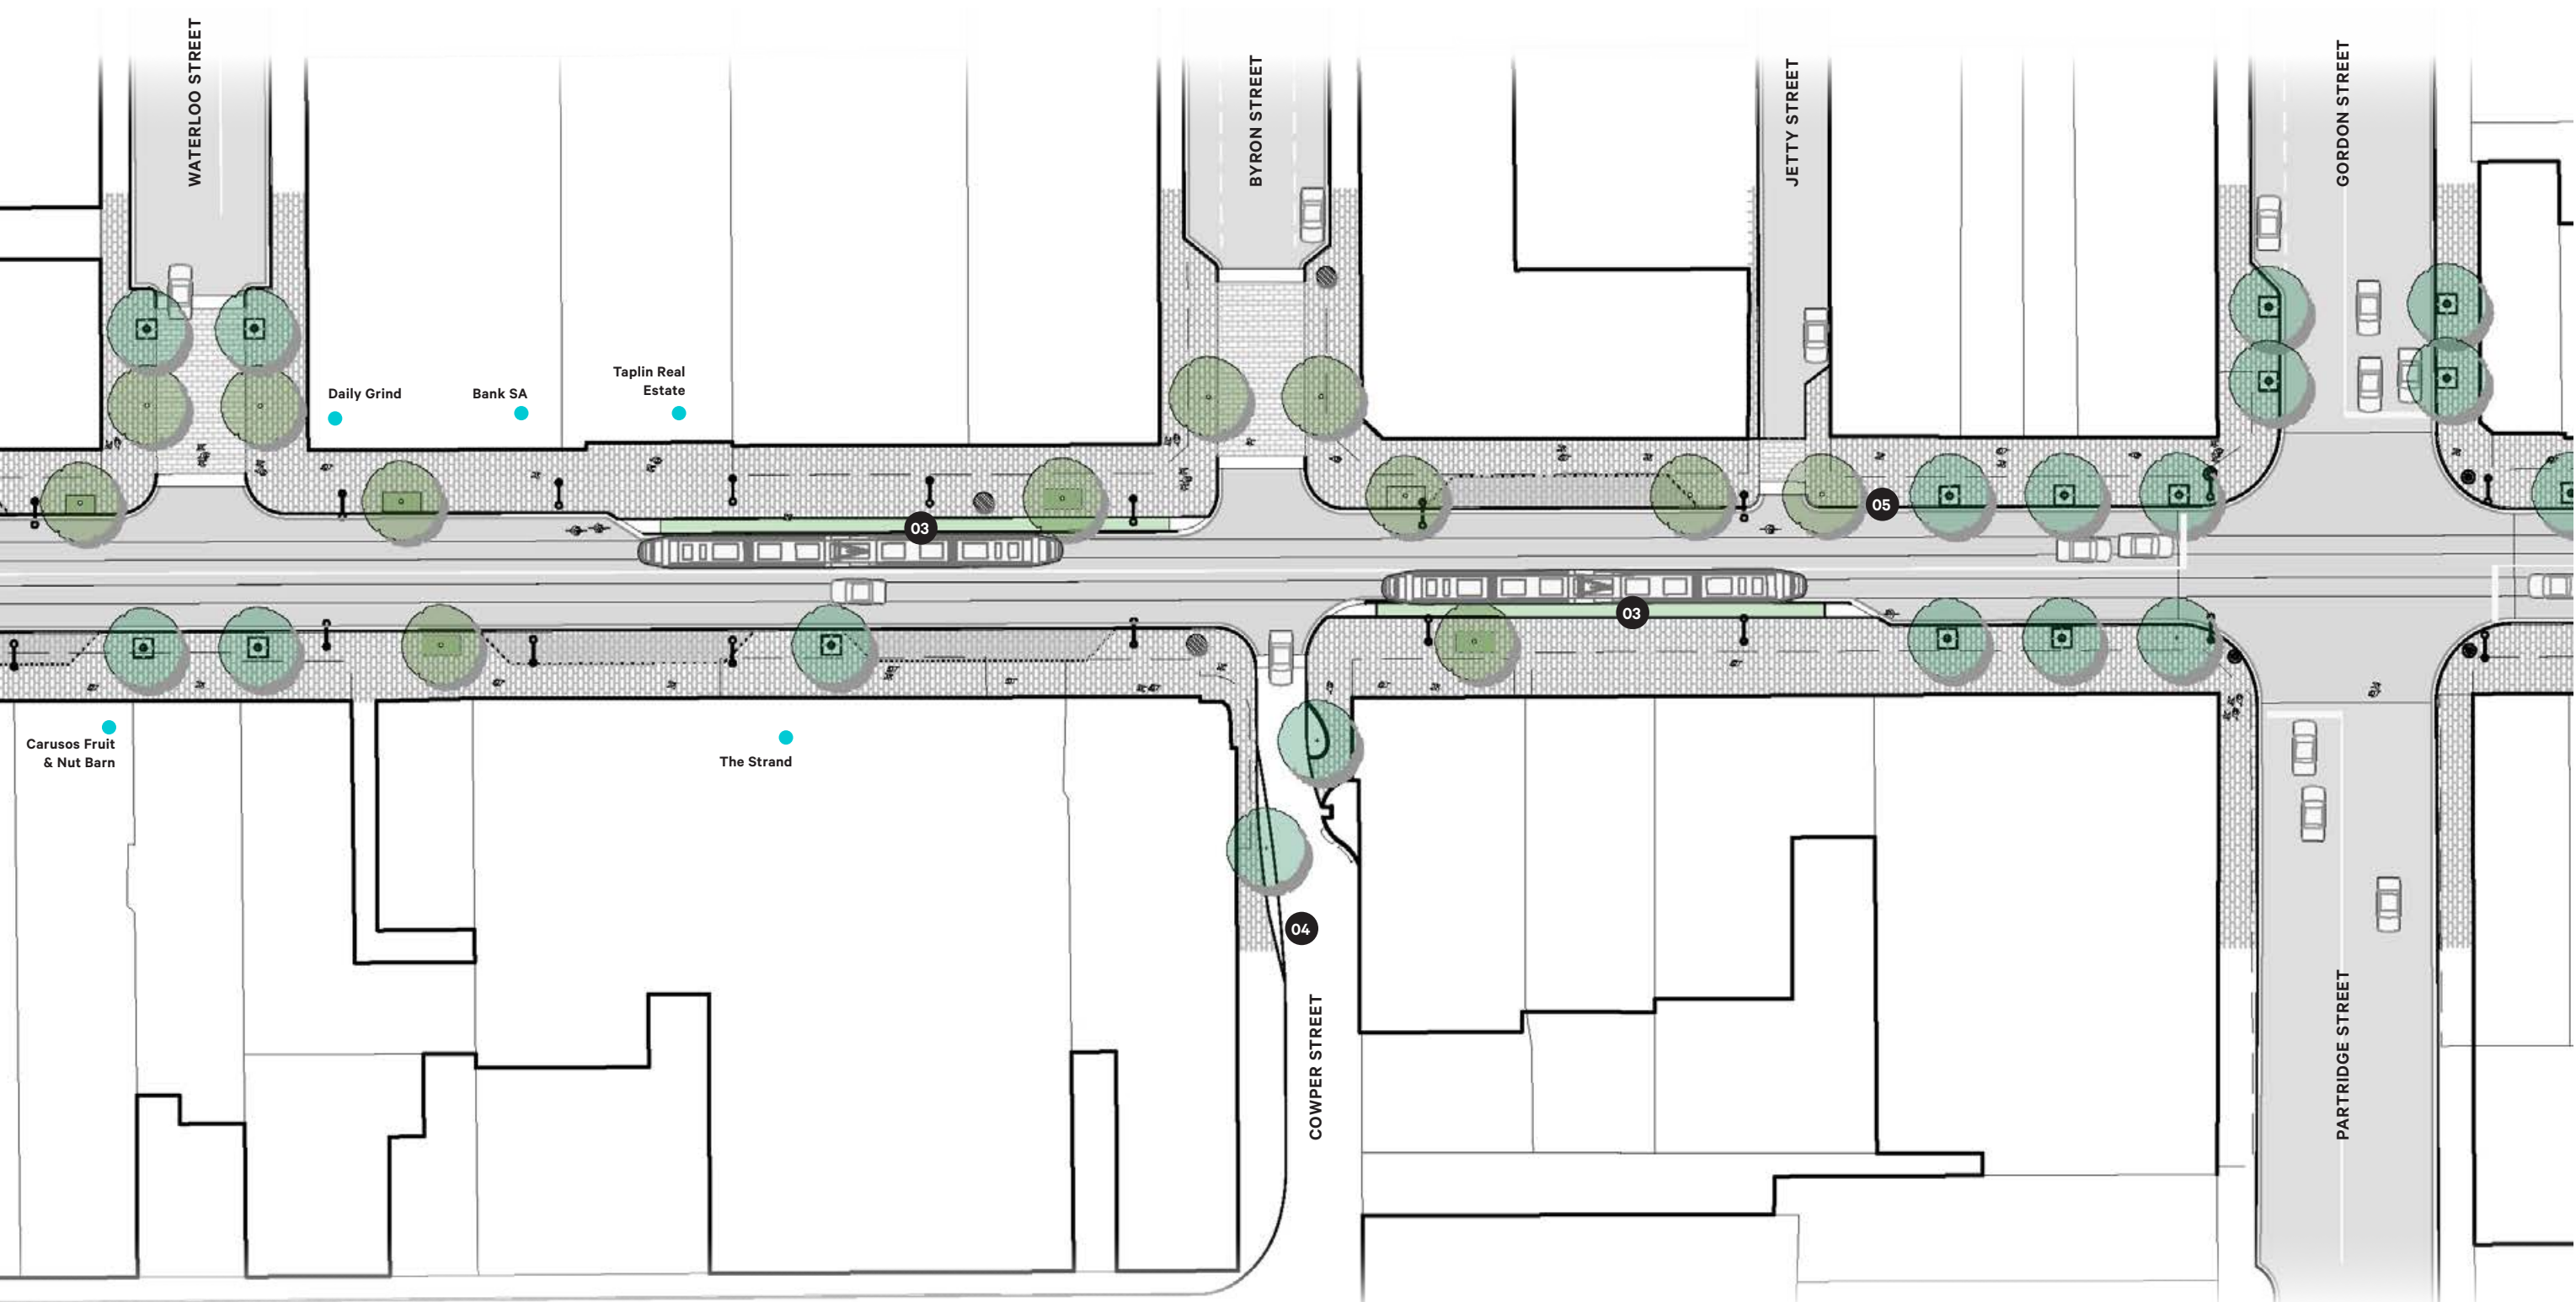 WATERLOO STREET
BYRON STREET
JETTY STREET
GORDON STREET
Daily Grind
Bank SA
Taplin Real
Estate
03
05
03
Carusos Fruit
& Nut Barn
The Strand
04
COWPER STREET
PARTRIDGE STREET